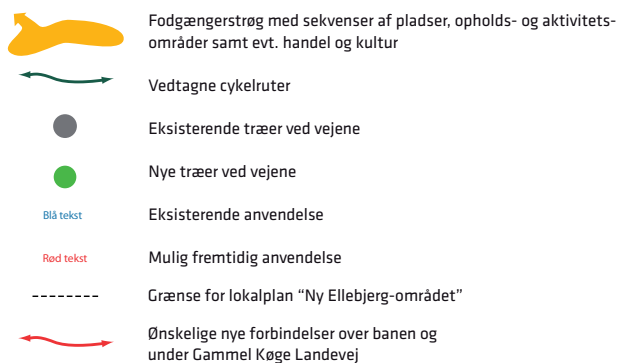 Fodgængerstrøg med sekvenser af pladser, opholds- og aktivitets-
områder samt evt. handel og kultur
Vedtagne cykelruter
Eksisterende træer ved vejene
Nye træer ved vejene
Blå tekst Eksisterende anvendelse
Rød tekst Mulig fremtidig anvendelse
Grænse for lokalplan “Ny Ellebjerg-området”
Ønskelige nye forbindelser over banen og
under Gammel Køge Landevej